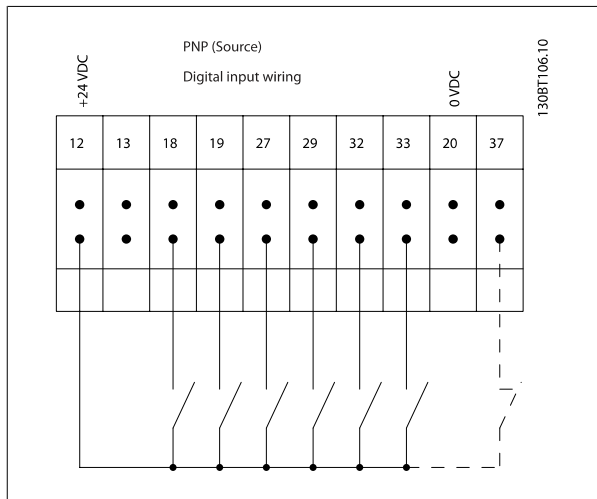 PNP (Source)
Digital input wiring
+24 VDC
0 VDC
130BT106.10
12 13 18 19 27 29 32 33 20 37